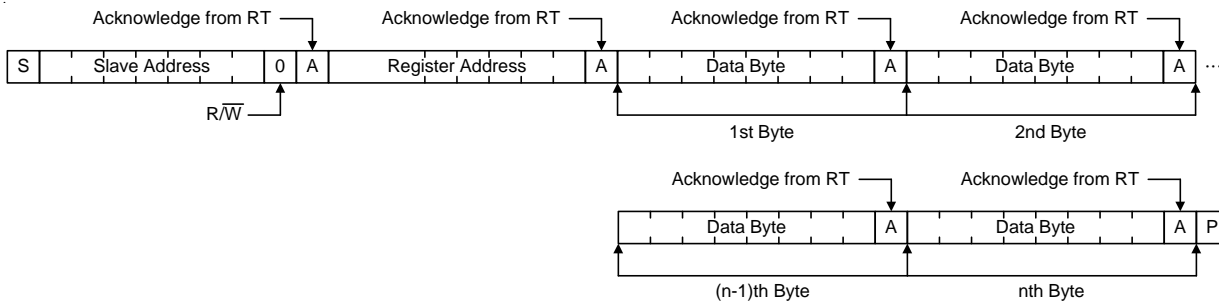 Acknowledge from RT Acknowledge from RT Acknowledge from RT Acknowledge from RT
S Slave Address 0 A Register Address A Data Byte A Data Byte A ...
R/W̅
1st Byte 2nd Byte
Acknowledge from RT Acknowledge from RT
Data Byte A Data Byte A P
(n-1)th Byte nth Byte